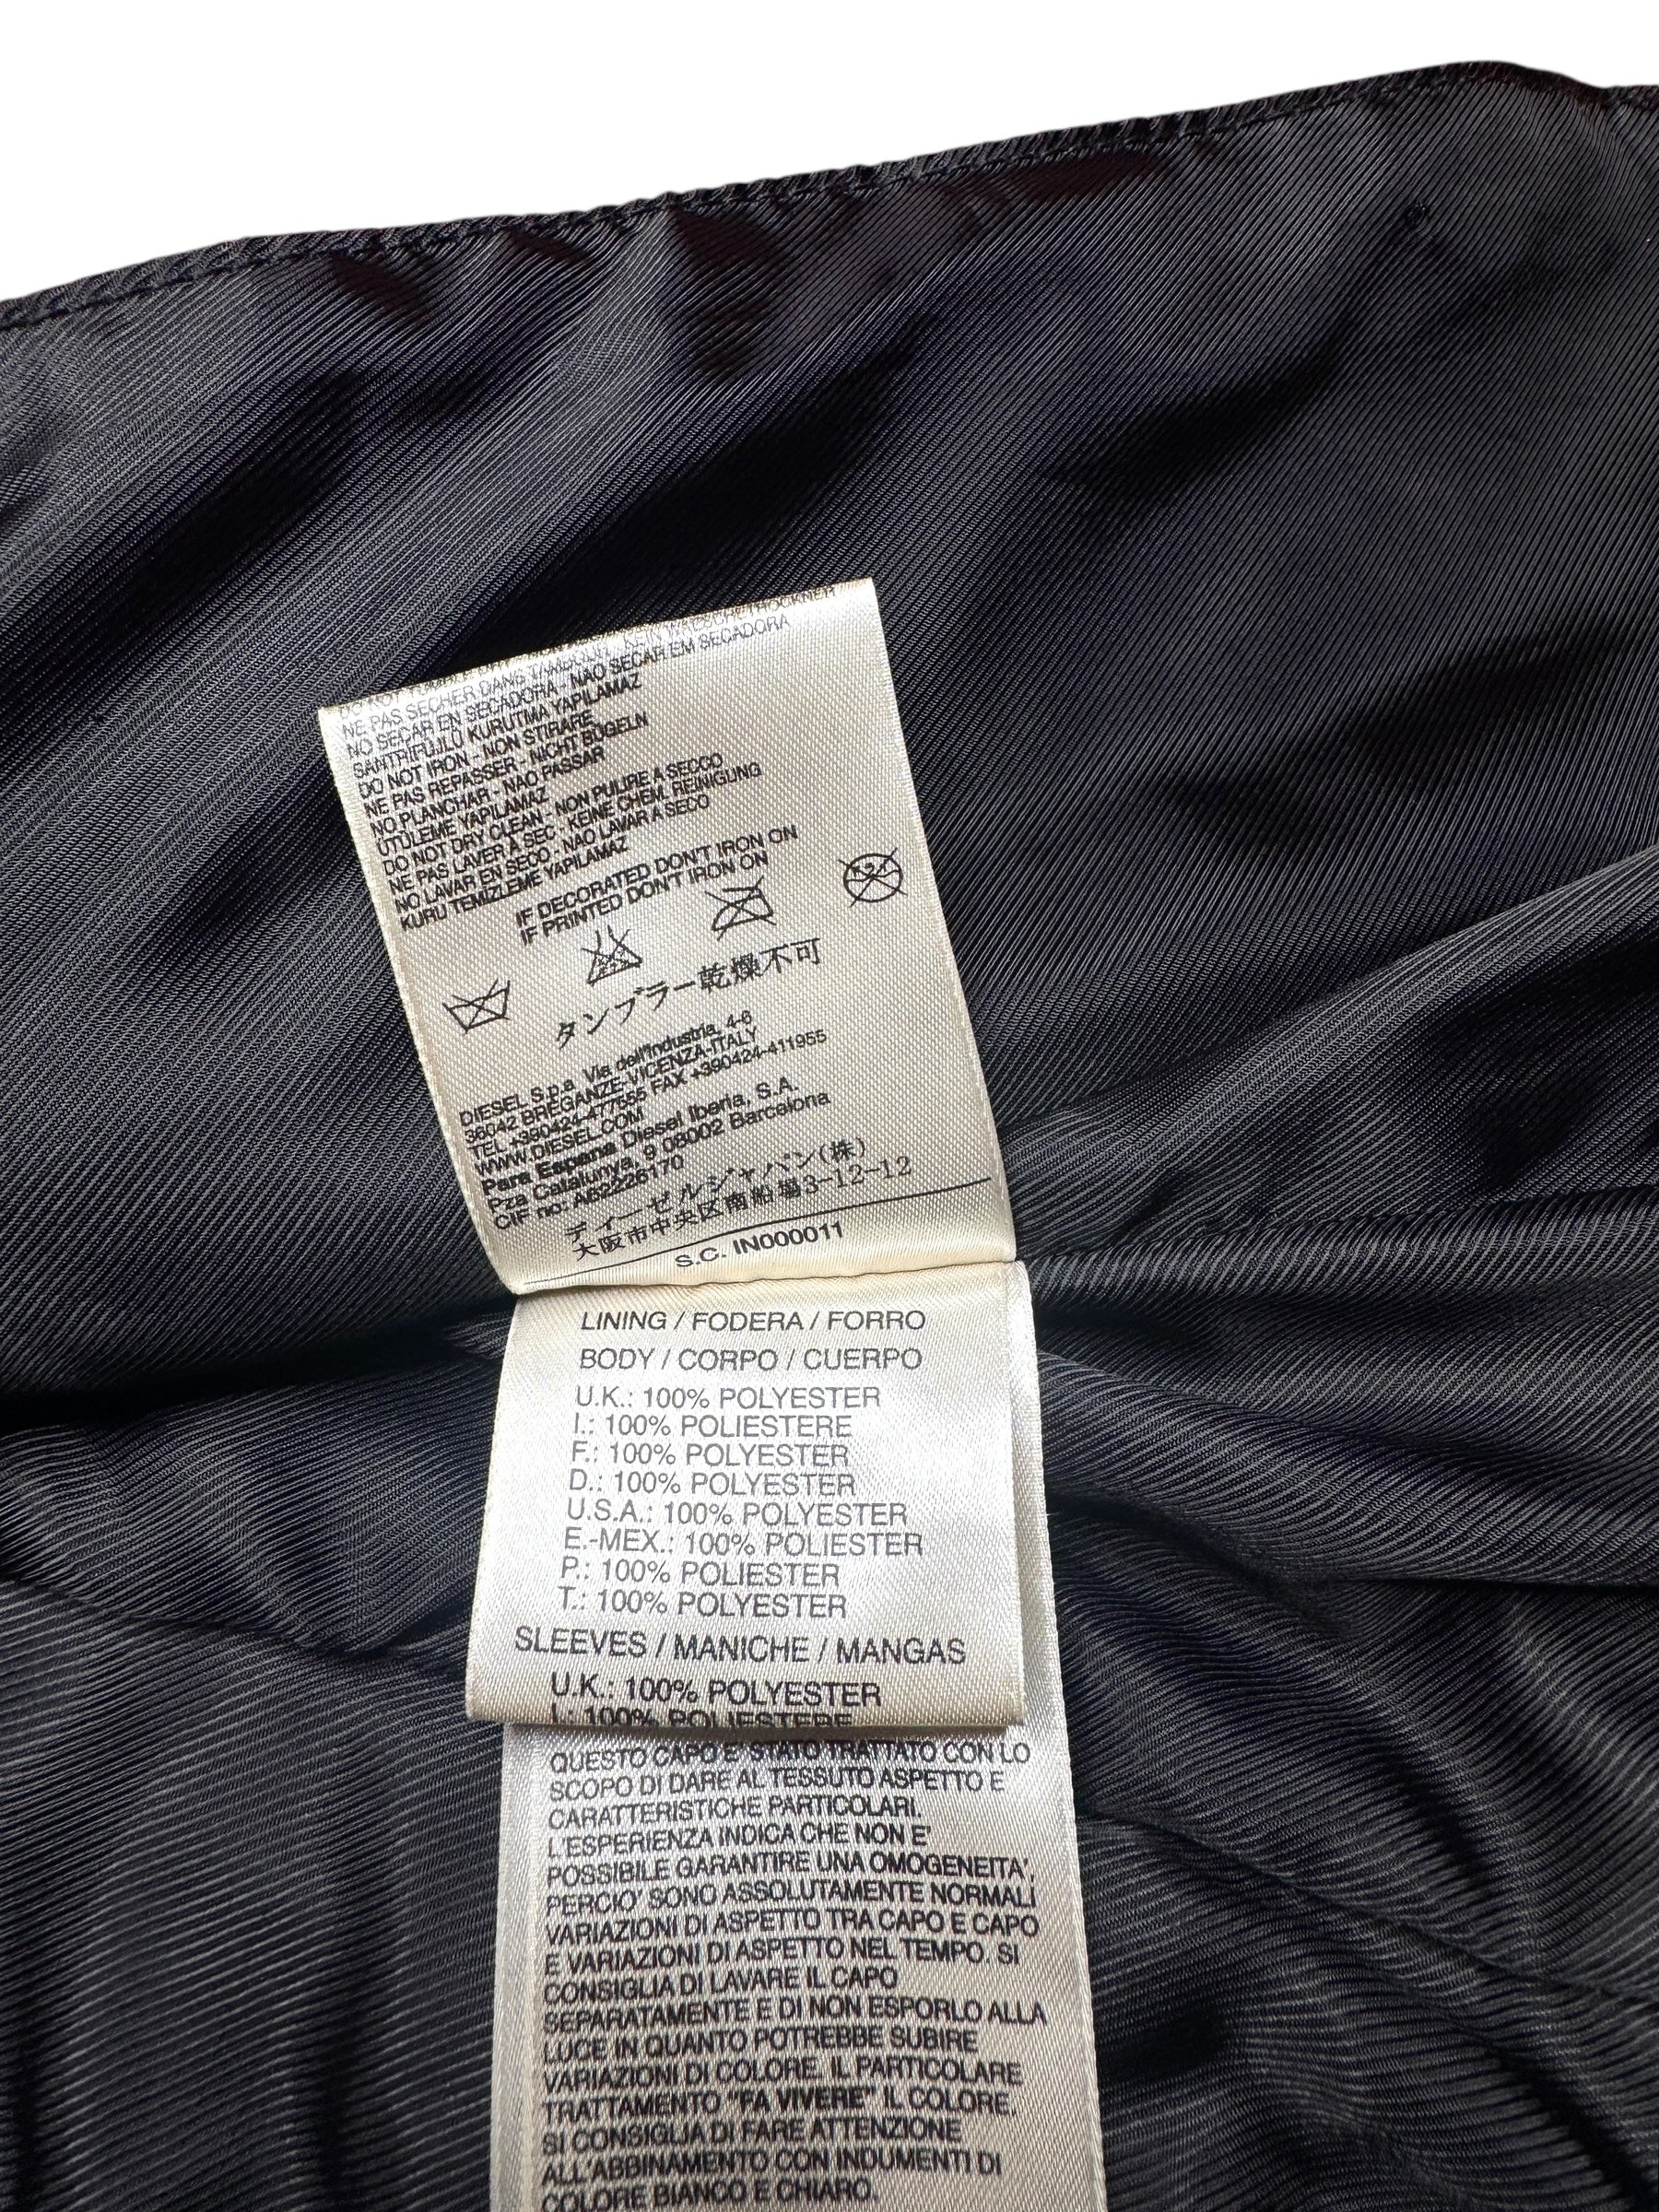 NE PAS SECHER DANS TAMBOUR - KEIN WAESCHETROCKNER
NO SECAR EN SECADORA - NAO SECAR EM SECADORA
SANTRIFÜJLÜ KURUTMA YAPILAMAZ
DO NOT IRON - NON STIRARE
NE PAS REPASSER - NICHT BÜGELN
NO PLANCHAR - NAO PASSAR
ÜTÜLEME YAPILAMAZ
DO NOT DRY CLEAN - NON PULIRE A SECCO
NE PAS LAVER A SEC - KEINE CHEM. REINIGUNG
NO LAVAR EN SECO - NAO LAVAR A SECO
KURU TEMIZLEME YAPILAMAZ
IF DECORATED DON'T IRON ON
IF PRINTED DON'T IRON ON
タンブラー乾燥不可
DIESEL S.p.a. Via dell'Industria, 4-6
36042 BREGANZE-VICENZA-ITALY
TEL +390424-477555 FAX +390424-411955
WWW.DIESEL.COM
Para Espana Diesel Iberia, S.A.
Pza Catalunya, 9 08002 Barcelona
CIF no: A62226170
ディーゼルジャパン(株)
大阪市中央区南船場3-12-12
S.C. IN000011
LINING / FODERA / FORRO
BODY / CORPO / CUERPO
U.K.: 100% POLYESTER
I.: 100% POLIESTERE
F.: 100% POLYESTER
D.: 100% POLYESTER
U.S.A.: 100% POLYESTER
E.-MEX.: 100% POLIESTER
P.: 100% POLIESTER
T.: 100% POLYESTER
SLEEVES / MANICHE / MANGAS
U.K.: 100% POLYESTER
I.: 100% POLIESTERE
QUESTO CAPO E' STATO TRATTATO CON LO
SCOPO DI DARE AL TESSUTO ASPETTO E
CARATTERISTICHE PARTICOLARI.
L'ESPERIENZA INDICA CHE NON E'
POSSIBILE GARANTIRE UNA OMOGENEITA',
PERCIO' SONO ASSOLUTAMENTE NORMALI
VARIAZIONI DI ASPETTO TRA CAPO E CAPO
E VARIAZIONI DI ASPETTO NEL TEMPO. SI
CONSIGLIA DI LAVARE IL CAPO
SEPARATAMENTE E DI NON ESPORLO ALLA
LUCE IN QUANTO POTREBBE SUBIRE
VARIAZIONI DI COLORE. IL PARTICOLARE
TRATTAMENTO "FA VIVERE" IL COLORE.
SI CONSIGLIA DI FARE ATTENZIONE
ALL'ABBINAMENTO CON INDUMENTI DI
COLORE BIANCO E CHIARO.